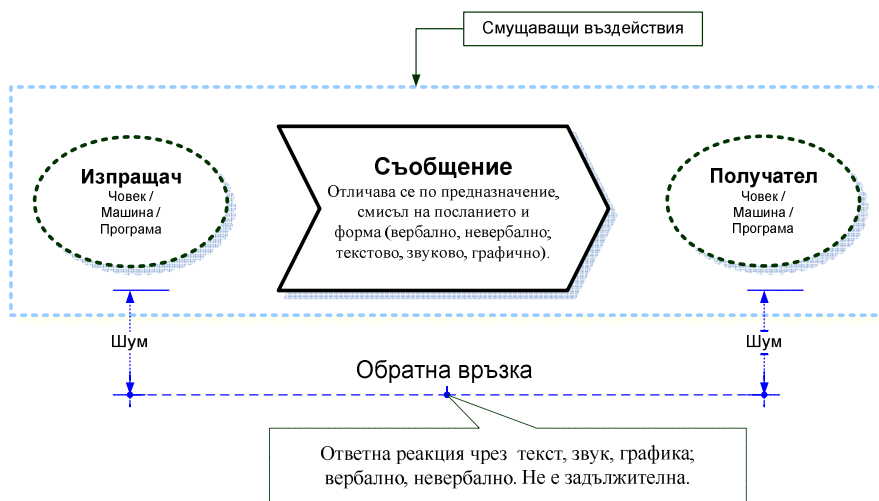 Смущаващи въздействия
Изпращач
Човек /
Машина /
Програма
Съобщение
Отличава се по предназначение,
смисъл на посланието и
форма (вербално, невербално;
текстово, звуково, графично).
Получател
Човек /
Машина /
Програма
Шум
Шум
Обратна връзка
Ответна реакция чрез текст, звук, графика;
вербално, невербално. Не е задължителна.